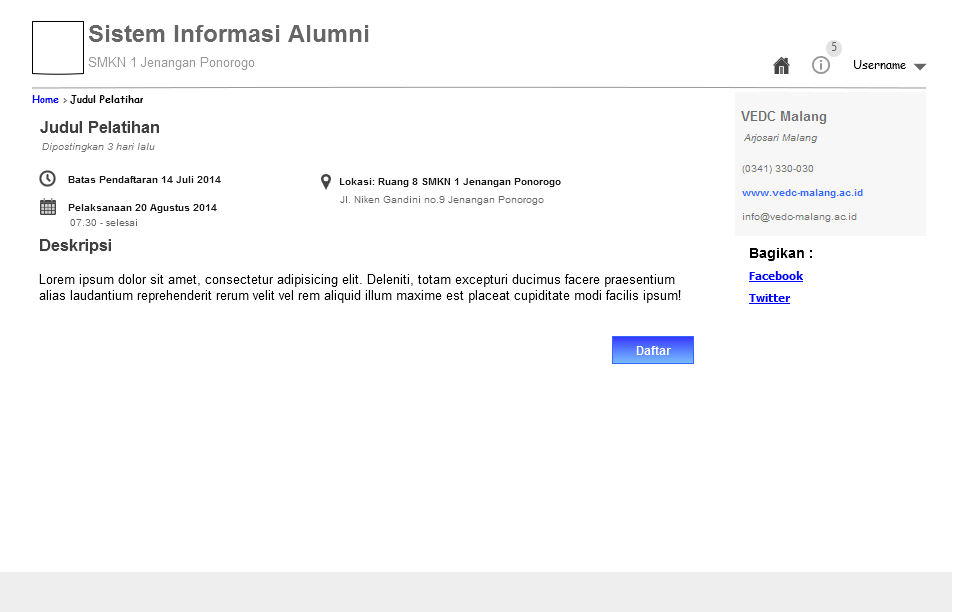 Sistem Informasi Alumni
SMKN 1 Jenangan Ponorogo
5
Username
Home > Judul Pelatihan
Judul Pelatihan
Dipostingkan 3 hari lalu
Batas Pendaftaran 14 Juli 2014
Pelaksanaan 20 Agustus 2014
07.30 - selesai
Lokasi: Ruang 8 SMKN 1 Jenangan Ponorogo
Jl. Niken Gandini no.9 Jenangan Ponorogo
Deskripsi
Lorem ipsum dolor sit amet, consectetur adipisicing elit. Deleniti, totam excepturi ducimus facere praesentium
alias laudantium reprehenderit rerum velit vel rem aliquid illum maxime est placeat cupiditate modi facilis ipsum!
Daftar
VEDC Malang
Arjosari Malang
(0341) 330-030
www.vedc-malang.ac.id
info@vedc-malang.ac.id
Bagikan :
Facebook
Twitter